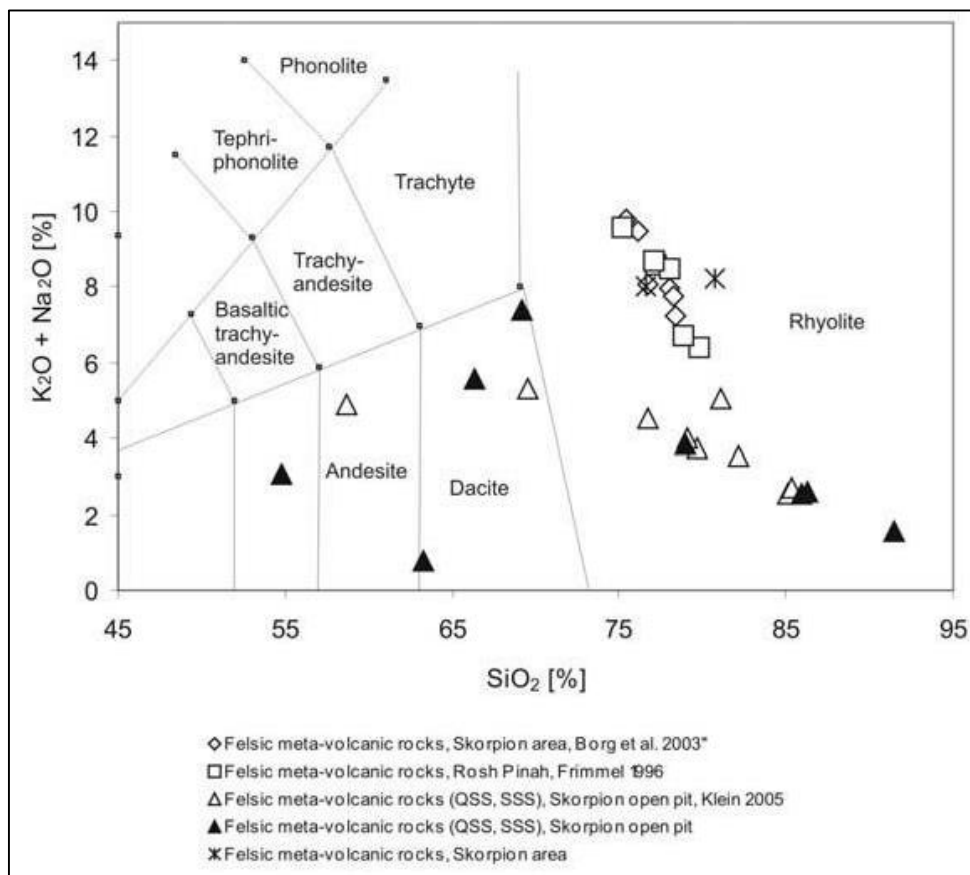 14
12
10
8
6
4
2
0
K₂O + Na₂O [%]
Phonolite
Tephri-
phonolite
Trachyte
Trachy-
andesite
Basaltic
trachy-
andesite
Rhyolite
Andesite
Dacite
45 55 65 75 85 95
SiO₂ [%]
Felsic meta-volcanic rocks, Skorpion area, Borg et al. 2003"
Felsic meta-volcanic rocks, Rosh Pinah, Frimmel 1996
Felsic meta-volcanic rocks (QSS, SSS), Skorpion open pit, Klein 2005
Felsic meta-volcanic rocks (QSS, SSS), Skorpion open pit
Felsic meta-volcanic rocks, Skorpion area